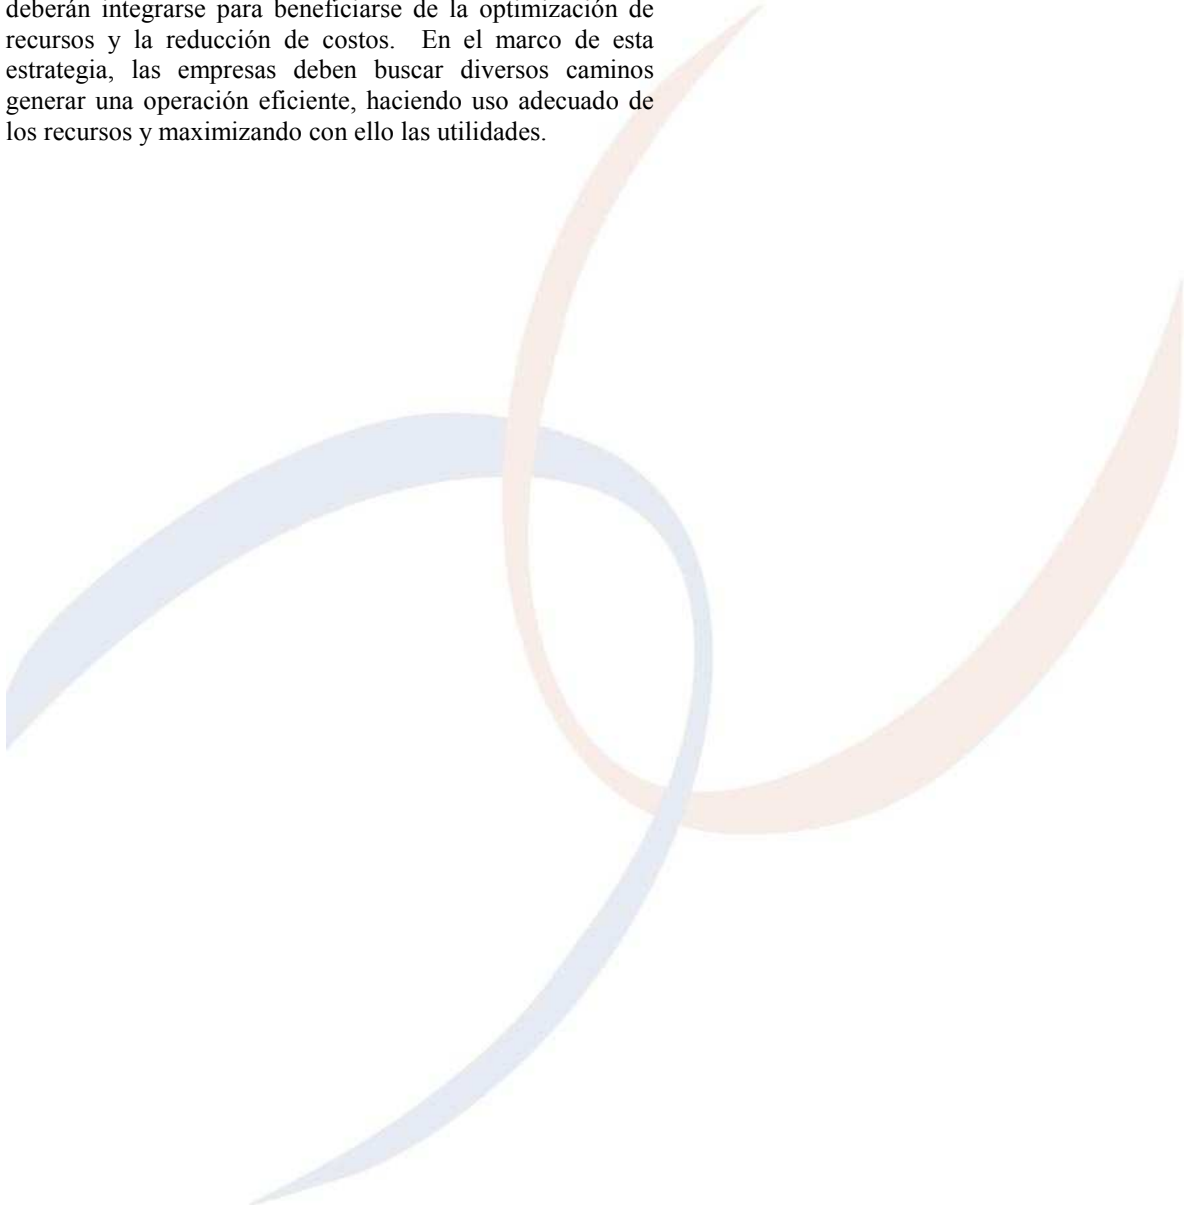 deberán integrarse para beneficiarse de la optimización de
recursos y la reducción de costos. En el marco de esta
estrategia, las empresas deben buscar diversos caminos
generar una operación eficiente, haciendo uso adecuado de
los recursos y maximizando con ello las utilidades.